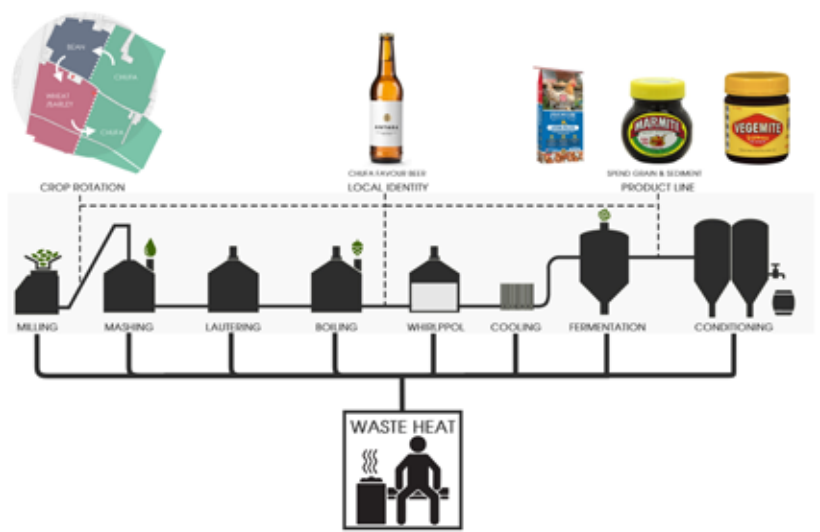 BEAN
CHUFA
WHEAT
/BARLEY
CHUFA
MARMITE
VEGEMITE
CROP ROTATION
CHUFA FAVOUR BEER
LOCAL IDENTITY
SPEND GRAIN & SEDIMENT
PRODUCT LINE
MILLING
MASHING
LAUTERING
BOILING
WHIRLPPOL
COOLING
FERMENTATION
CONDITIONING
WASTE HEAT